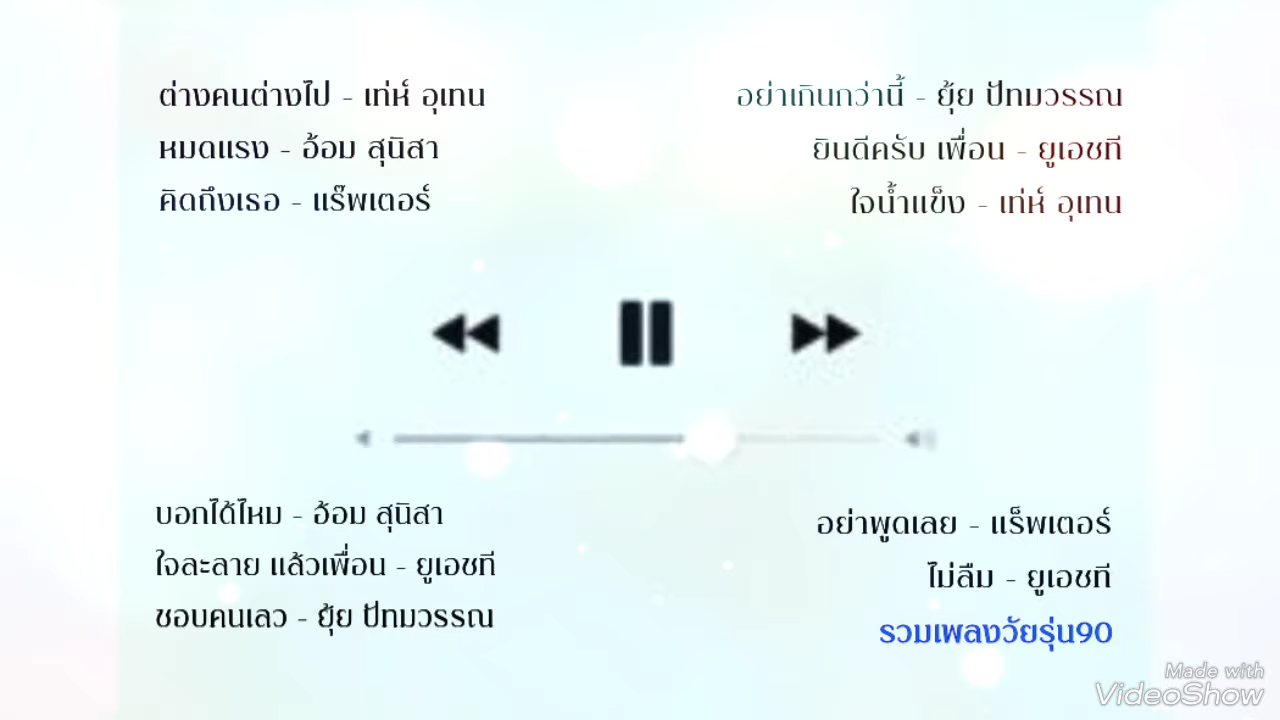 ต่างคนต่างไป - เท่ห์ อุเทน
หมดแรง - อ้อม สุนิสา
คิดถึงเธอ - แร๊พเตอร์
อย่าเกินกว่านี้ - ยุ้ย ปัทมวรรณ
ยินดีครับ เพื่อน - ยูเอชที
ใจน้ำแข็ง - เท่ห์ อุเทน
บอกได้ไหม - อ้อม สุนิสา
ใจละลาย แล้วเพื่อน - ยูเอชที
ชอบคนเลว - ยุ้ย ปัทมวรรณ
อย่าพูดเลย - แร็พเตอร์
ไม่ลืม - ยูเอชที
รวมเพลงวัยรุ่น90
Made with
VideoShow